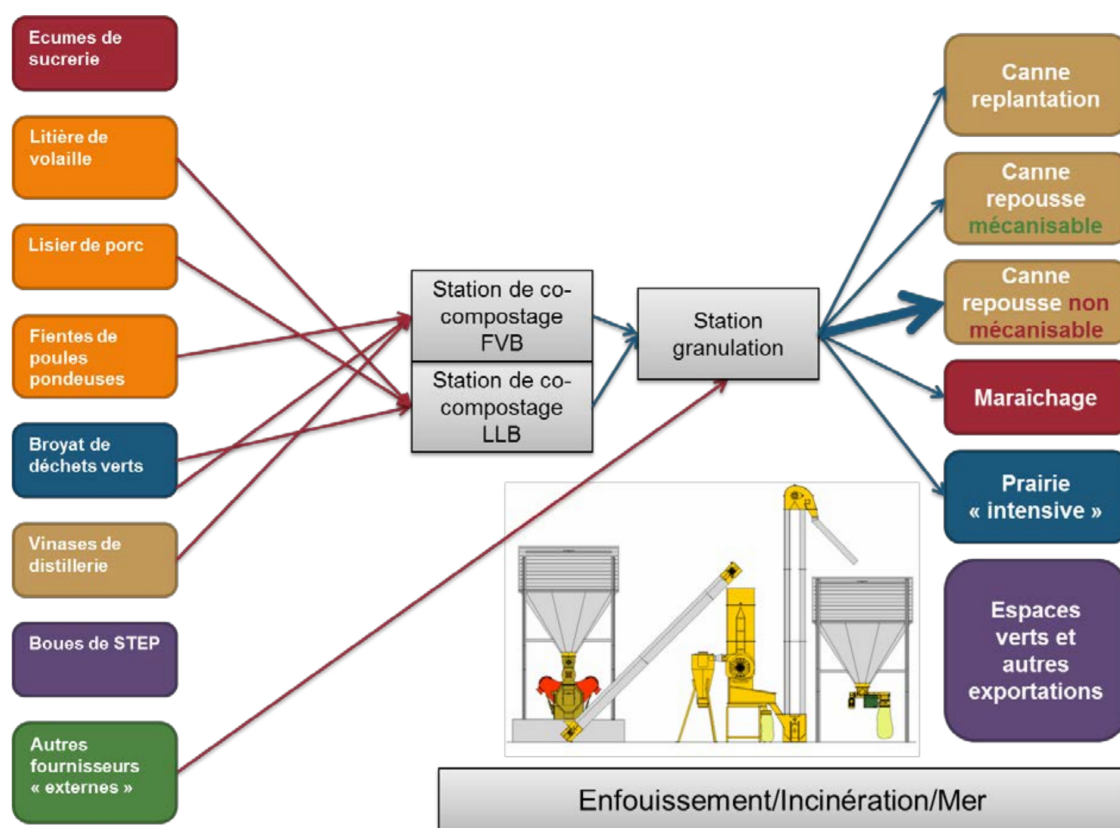 Ecumes de
sucrerie
Litière de
volaille
Lisier de porc
Fientes de
poules
pondeuses
Broyat de
déchets verts
Vinases de
distillerie
Boues de STEP
Autres
fournisseurs
« externes »
Station de co-
compostage
FVB
Station de co-
compostage
LLB
Station
granulation
Canne
replantation
Canne
repousse
mécanisable
Canne
repousse non
mécanisable
Maraîchage
Prairie
« intensive »
Espaces
verts et
autres
exportations
Enfouissement/Incinération/Mer